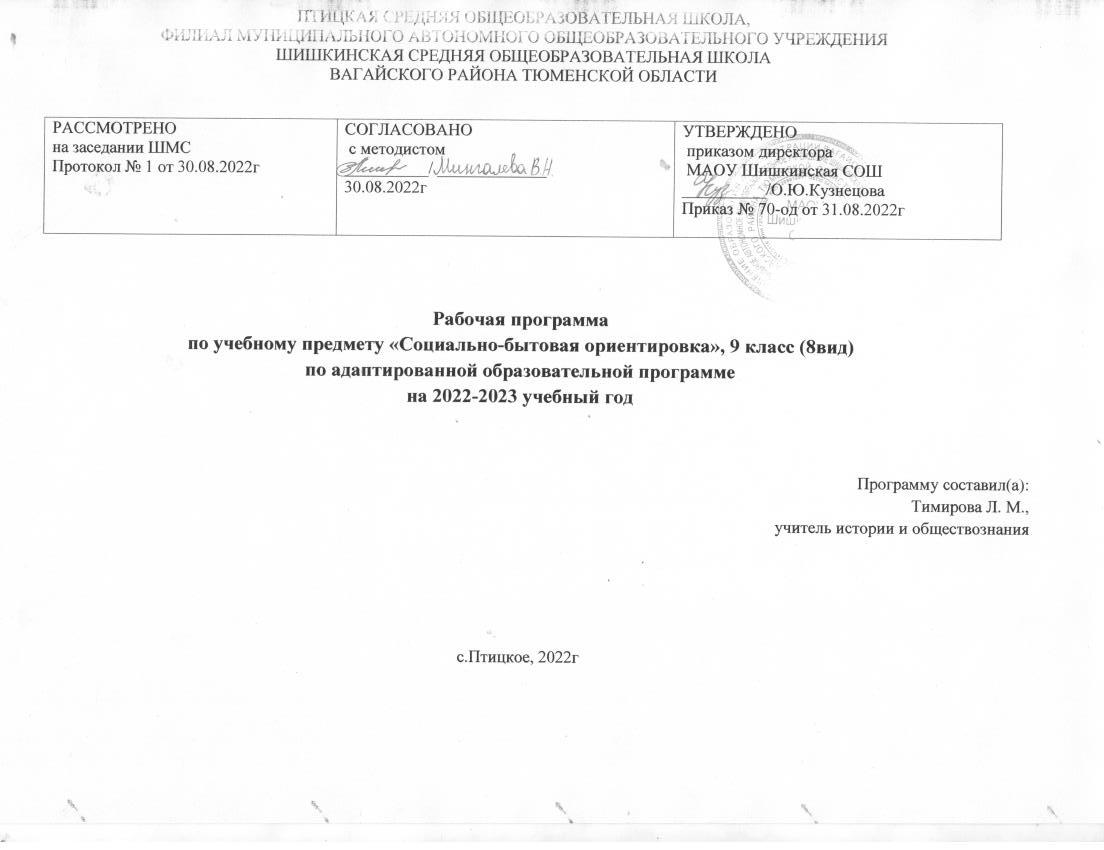 ПТИЦКАЯ СРЕДНЯЯ ОБЩЕОБРАЗОВАТЕЛЬНАЯ ШКОЛА,
ФИЛИАЛ МУНИЦИПАЛЬНОГО АВТОНОМНОГО ОБЩЕОБРАЗОВАТЕЛЬНОГО УЧРЕЖДЕНИЯ
ШИШКИНСКАЯ СРЕДНЯЯ ОБЩЕОБРАЗОВАТЕЛЬНАЯ ШКОЛА
ВАГАЙСКОГО РАЙОНА ТЮМЕНСКОЙ ОБЛАСТИ
РАССМОТРЕНО
на заседании ШМС
Протокол № 1 от 30.08.2022г
СОГЛАСОВАНО
с методистом
/Мингалева В.Н.
30.08.2022г
УТВЕРЖДЕНО
приказом директора
МАОУ Шишкинская СОШ
/О.Ю.Кузнецова
Приказ № 70-од от 31.08.2022г
Рабочая программа
по учебному предмету «Социально-бытовая ориентировка», 9 класс (8вид)
по адаптированной образовательной программе
на 2022-2023 учебный год
Программу составил(а):
Тимирова Л. М.,
учитель истории и обществознания
с.Птицкое, 2022г